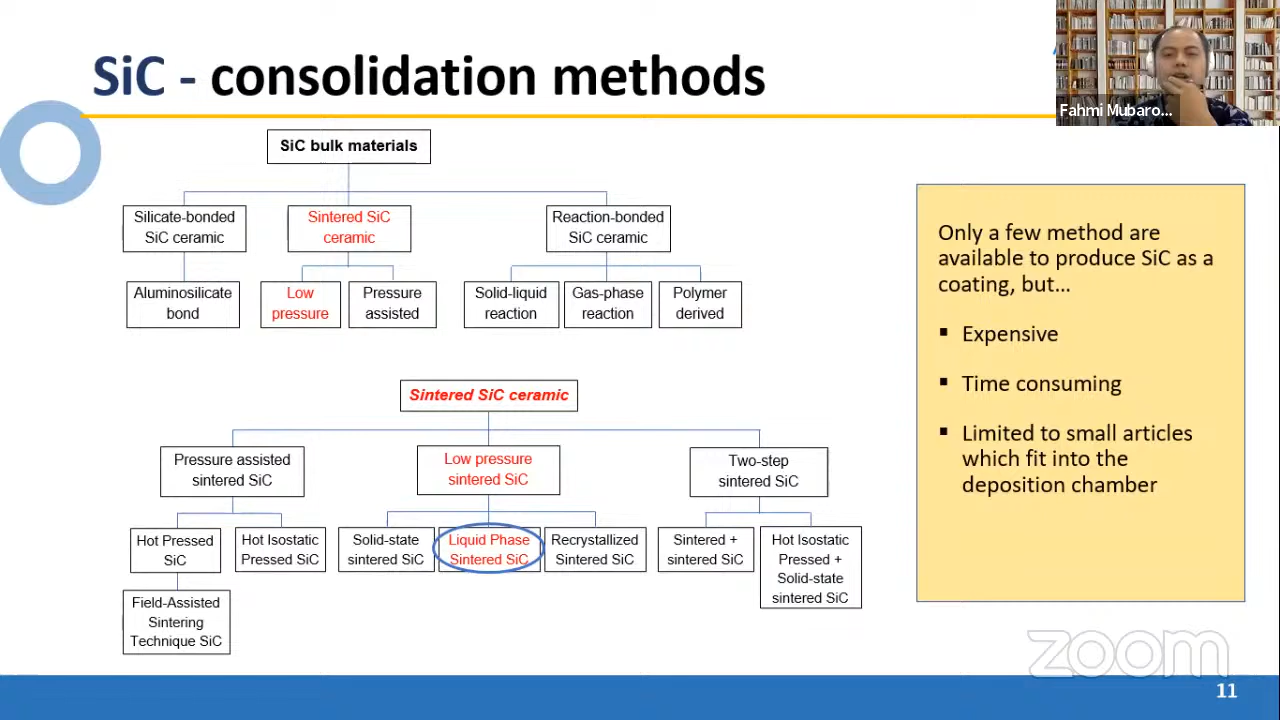 SiC - consolidation methods
Fahmi Mubaro...
SiC bulk materials
Silicate-bonded
SiC ceramic
Sintered SiC
ceramic
Reaction-bonded
SiC ceramic
Aluminosilicate
bond
Low
pressure
Pressure
assisted
Solid-liquid
reaction
Gas-phase
reaction
Polymer
derived
Sintered SiC ceramic
Pressure assisted
sintered SiC
Low pressure
sintered SiC
Two-step
sintered SiC
Hot Pressed
SiC
Hot Isostatic
Pressed SiC
Solid-state
sintered SiC
Liquid Phase
Sintered SiC
Recrystallized
Sintered SiC
Sintered +
sintered SiC
Hot Isostatic
Pressed +
Solid-state
sintered SiC
Field-Assisted
Sintering
Technique SiC
Only a few method are
available to produce SiC as a
coating, but...
▪ Expensive
▪ Time consuming
▪ Limited to small articles
which fit into the
deposition chamber
zoom
11